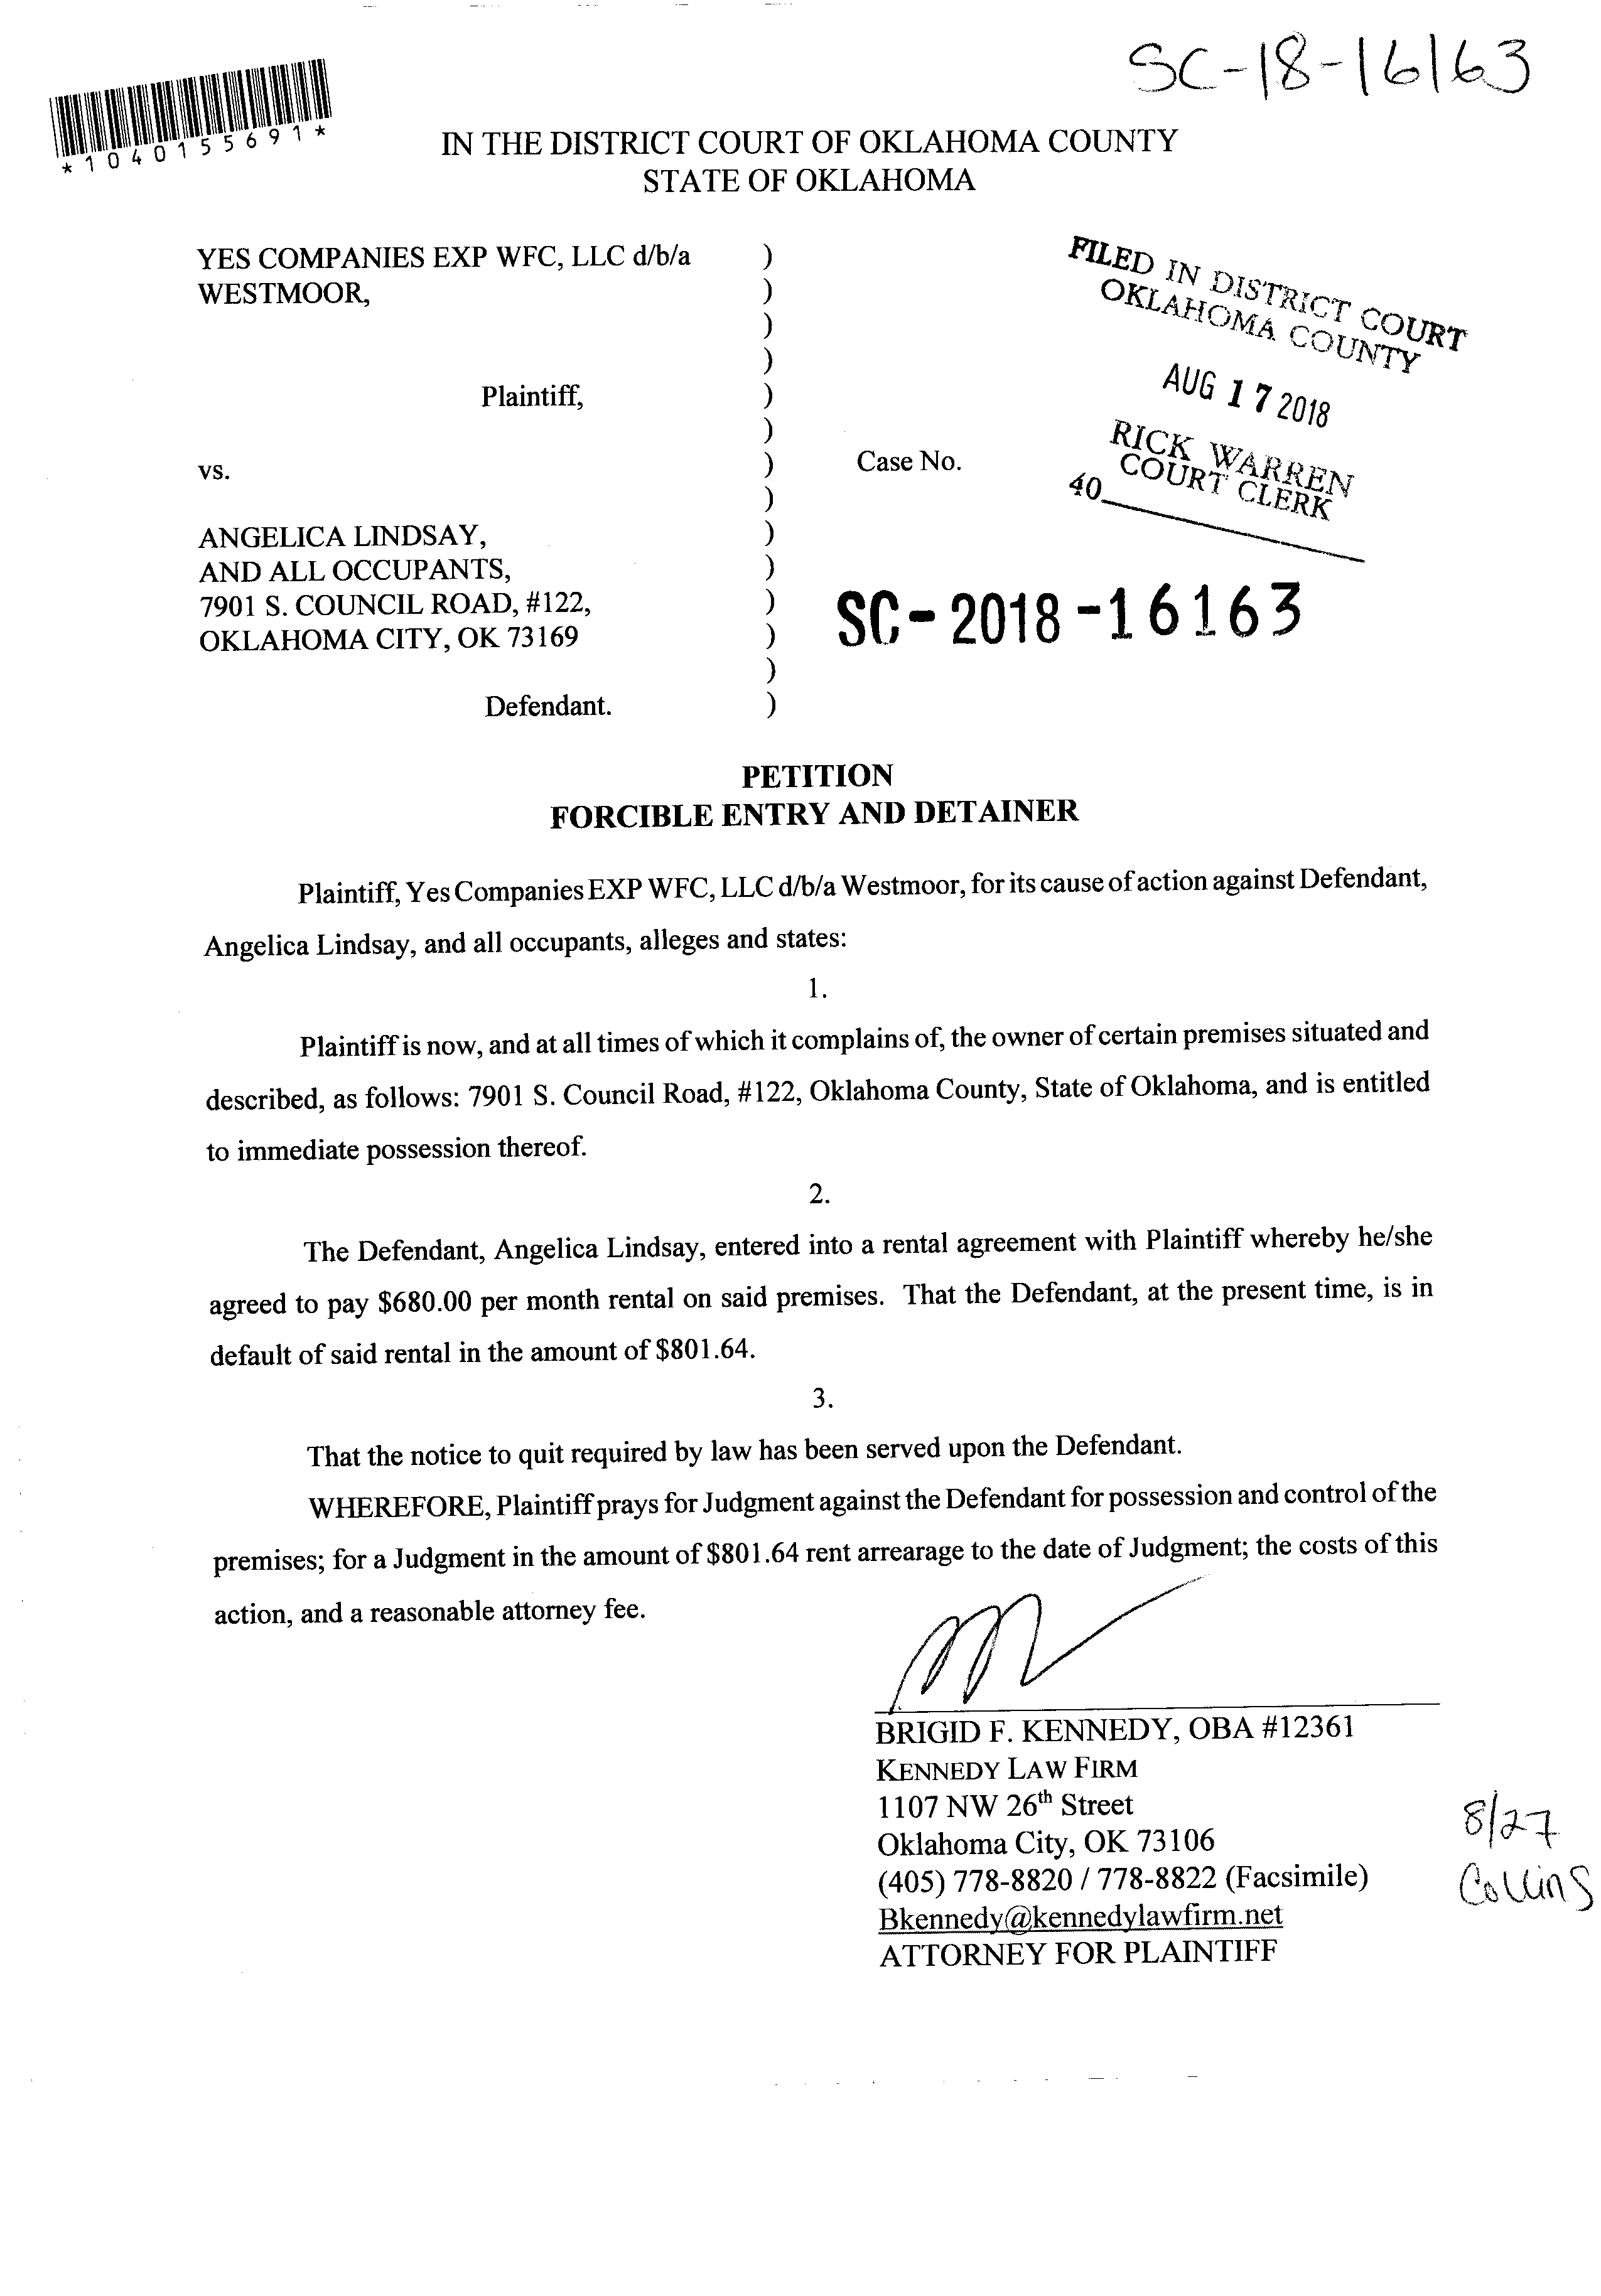 SC-18-16163
*1040155691*
IN THE DISTRICT COURT OF OKLAHOMA COUNTY
STATE OF OKLAHOMA
YES COMPANIES EXP WFC, LLC d/b/a )
WESTMOOR, )
)
)
Plaintiff, )
)
vs. ) Case No.
)
ANGELICA LINDSAY, )
AND ALL OCCUPANTS, )
7901 S. COUNCIL ROAD, #122, )
OKLAHOMA CITY, OK 73169 )
)
Defendant. )
FILED IN DISTRICT COURT
OKLAHOMA COUNTY
AUG 17 2018
RICK WARREN
COURT CLERK
40
SC-2018-16163
PETITION
FORCIBLE ENTRY AND DETAINER
Plaintiff, Yes Companies EXP WFC, LLC d/b/a Westmoor, for its cause of action against Defendant,
Angelica Lindsay, and all occupants, alleges and states:
1.
Plaintiff is now, and at all times of which it complains of, the owner of certain premises situated and
described, as follows: 7901 S. Council Road, #122, Oklahoma County, State of Oklahoma, and is entitled
to immediate possession thereof.
2.
The Defendant, Angelica Lindsay, entered into a rental agreement with Plaintiff whereby he/she
agreed to pay $680.00 per month rental on said premises. That the Defendant, at the present time, is in
default of said rental in the amount of $801.64.
3.
That the notice to quit required by law has been served upon the Defendant.
WHEREFORE, Plaintiff prays for Judgment against the Defendant for possession and control of the
premises; for a Judgment in the amount of $801.64 rent arrearage to the date of Judgment; the costs of this
action, and a reasonable attorney fee.
BRIGID F. KENNEDY, OBA #12361
KENNEDY LAW FIRM
1107 NW 26th Street
Oklahoma City, OK 73106
(405) 778-8820 / 778-8822 (Facsimile)
Bkennedy@kennedylawfirm.net
ATTORNEY FOR PLAINTIFF
8/27
Collins